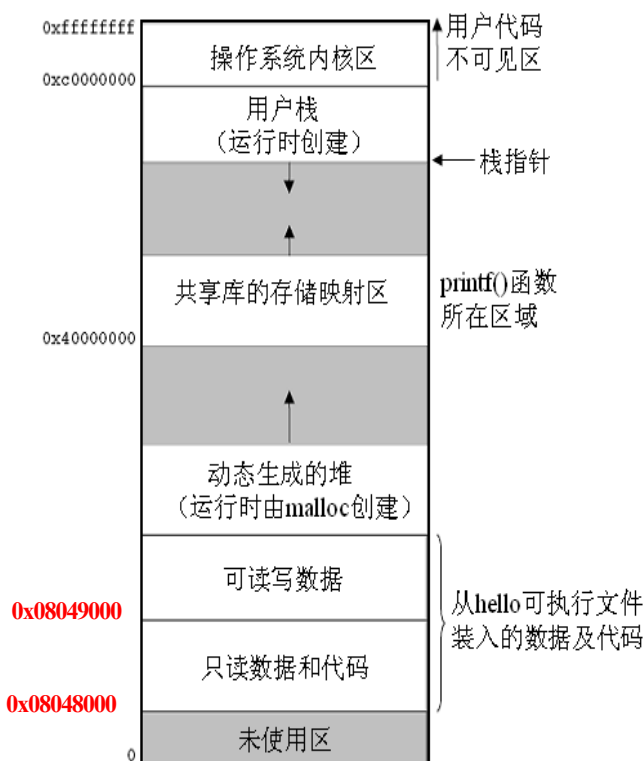 0xffffffff
操作系统内核区
用户代码
不可见区
0xc0000000
用户栈
（运行时创建）
栈指针
共享库的存储映射区
printf()函数
所在区域
0x40000000
动态生成的堆
（运行时由malloc创建）
可读写数据
从hello可执行文件
装入的数据及代码
0x08049000
只读数据和代码
0x08048000
未使用区
0